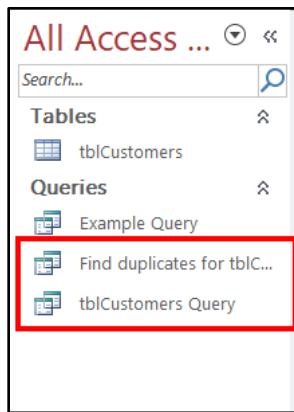 All Access ...
Search...
Tables
tblCustomers
Queries
Example Query
Find duplicates for tblC...
tblCustomers Query